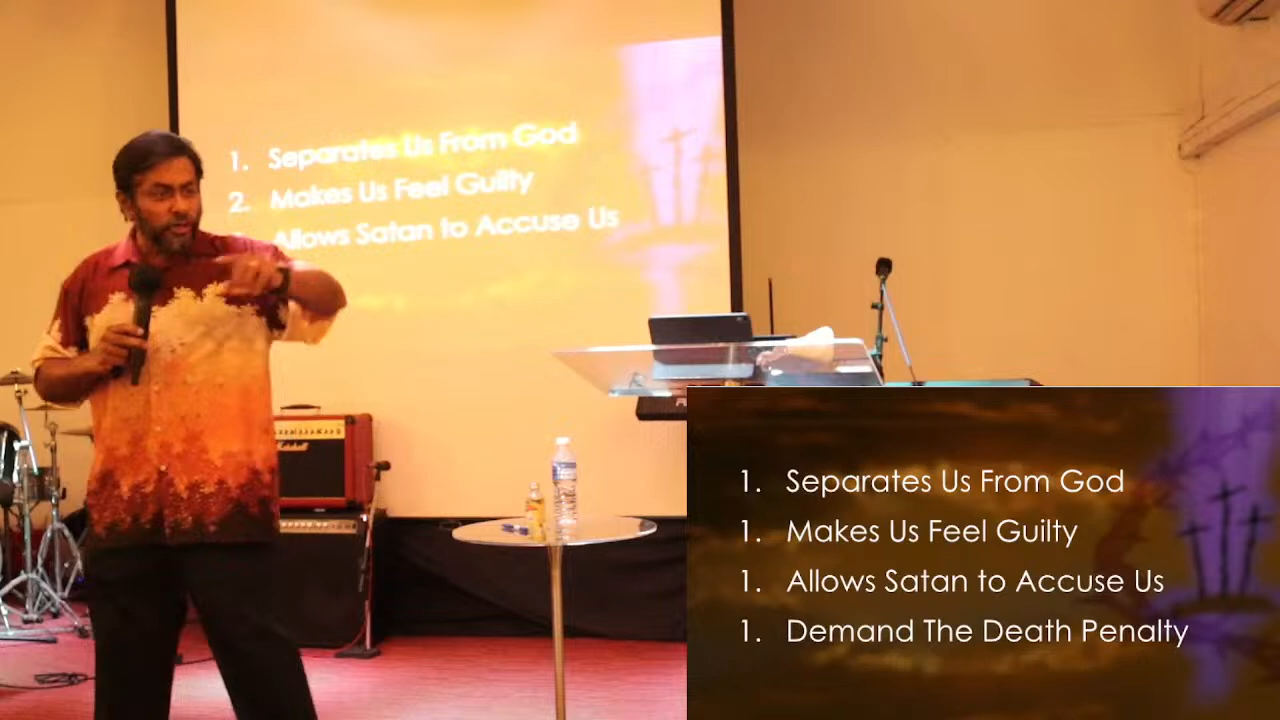 1. Separates Us From God
2. Makes Us Feel Guilty
Allows Satan to Accuse Us
Marshall
1. Separates Us From God
1. Makes Us Feel Guilty
1. Allows Satan to Accuse Us
1. Demand The Death Penalty